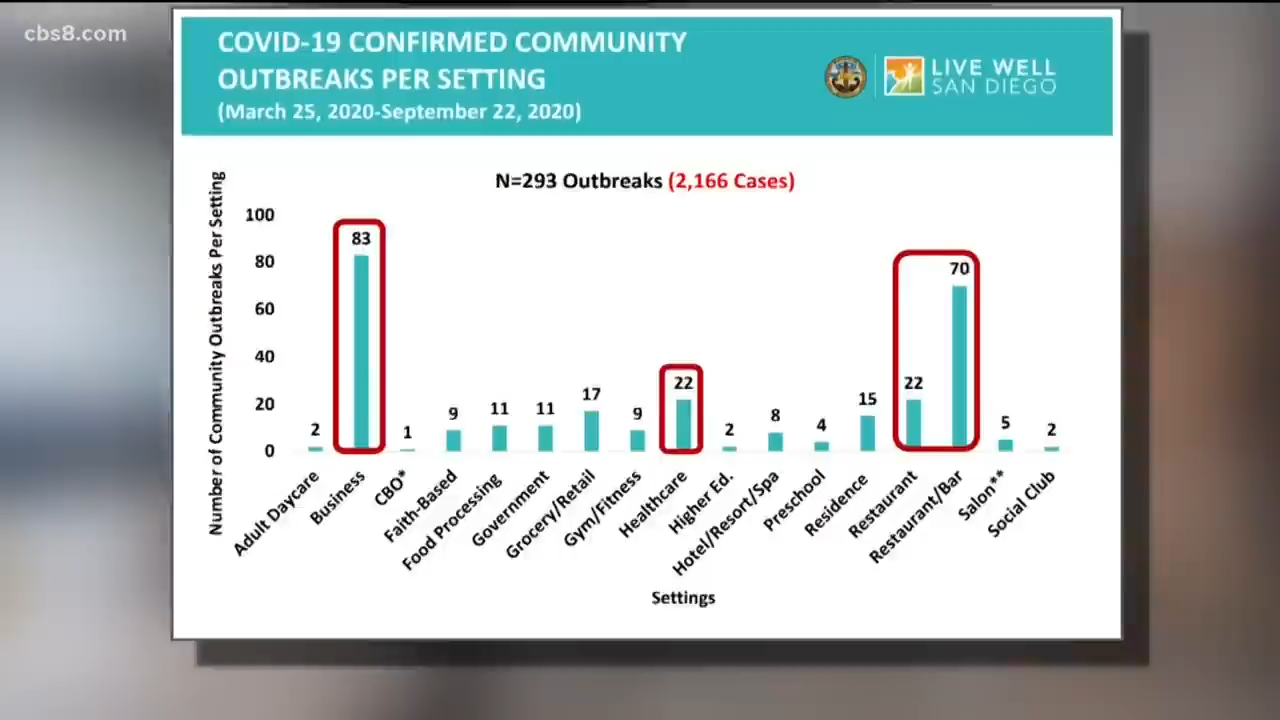 cbs8.com
COVID-19 CONFIRMED COMMUNITY
OUTBREAKS PER SETTING
(March 25, 2020-September 22, 2020)
LIVE WELL
SAN DIEGO
N=293 Outbreaks (2,166 Cases)
Number of Community Outbreaks Per Setting
100
80
60
40
20
0
2
83
1
9
11
11
17
9
22
2
8
4
15
22
70
5
2
Adult Daycare
Business
CBO*
Faith-Based
Food Processing
Government
Grocery/Retail
Gym/Fitness
Healthcare
Higher Ed.
Hotel/Resort/Spa
Preschool
Residence
Restaurant
Restaurant/Bar
Salon**
Social Club
Settings